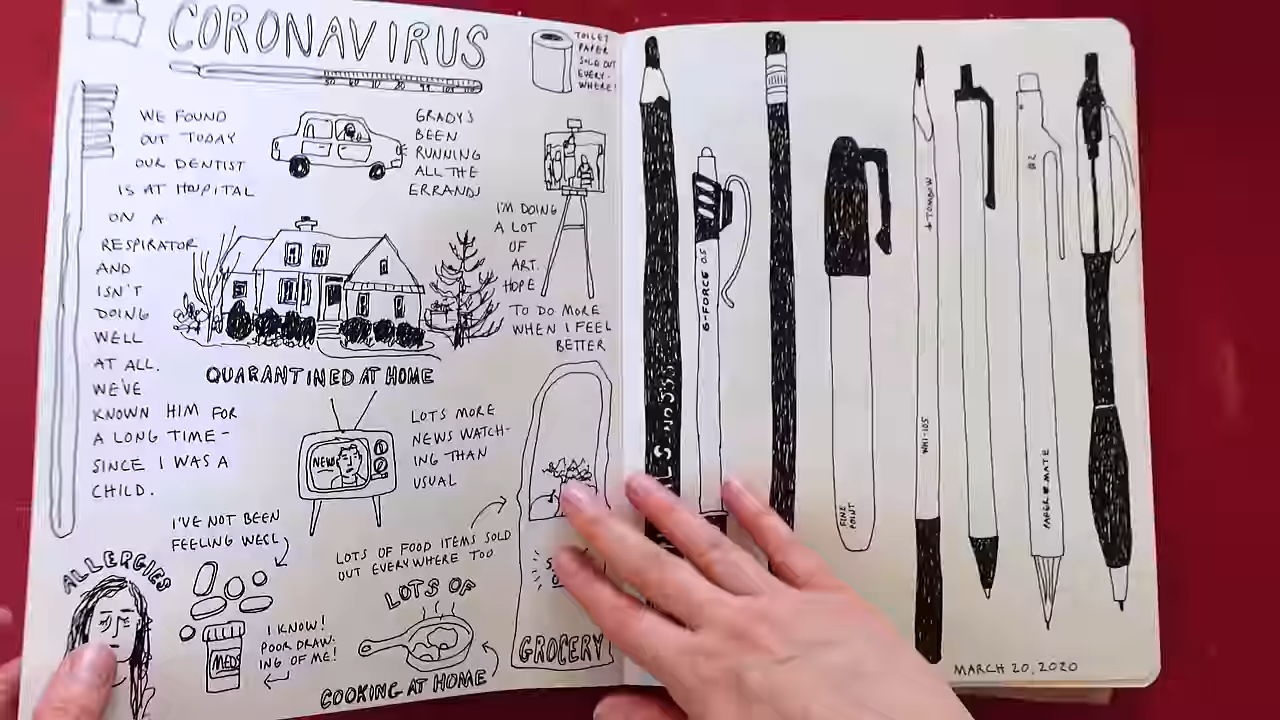 CORONAVIRUS
TOILET
PAPER
SOLD OUT
EVERY-
WHERE!
WE FOUND
OUT TODAY
OUR DENTIST
IS AT HOPITAL
ON A
RESPIRATOR
AND
ISN'T
DOING
WELL
AT ALL.
WE'VE
KNOWN HIM FOR
A LONG TIME-
SINCE I WAS A
CHILD.
GRADY'S
BEEN
RUNNING
ALL THE
ERRANDS
I'M DOING
A LOT
OF
ART.
HOPE
TO DO MORE
WHEN I FEEL
BETTER
QUARANTINED AT HOME
NEWS
LOTS MORE
NEWS WATCH-
ING THAN
USUAL
I'VE NOT BEEN
FEELING WELL
LOTS OF FOOD ITEMS SOLD
OUT EVERYWHERE TOO
ALLERGIES
MEDS
I KNOW!
POOR DRAW-
ING OF ME!
LOTS OF
COOKING AT HOME
GROCERY
G-FORCE 0.5
FINE
POINT
TOMBOW
PAPER MATE
MARCH 20, 2020